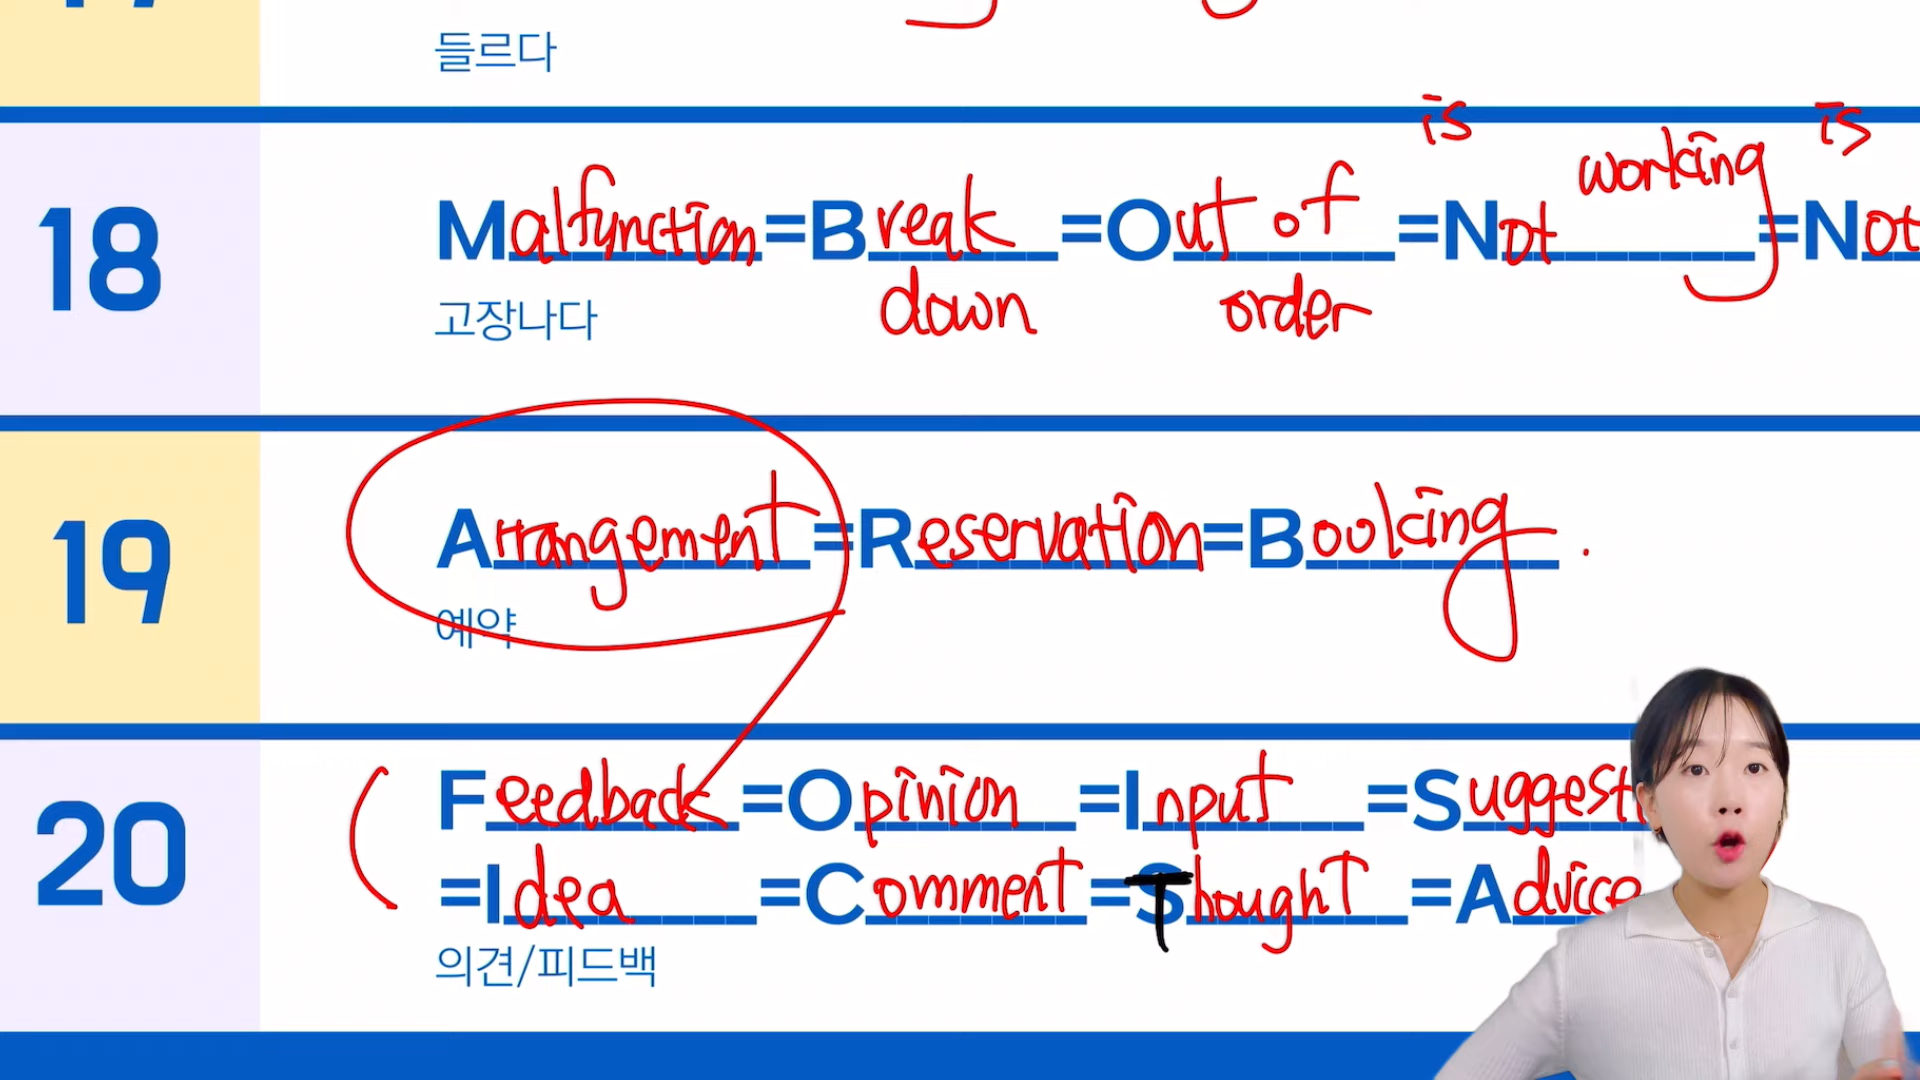 들르다
is is
working
18 Malfunction=Break=Out of=Not=Not
down order
고장나다
19 Arrangement=Reservation=Booking.
예약
20 Feedback=Opinion=Input=Suggest
=Idea=Comment=Thought=Advice
의견/피드백